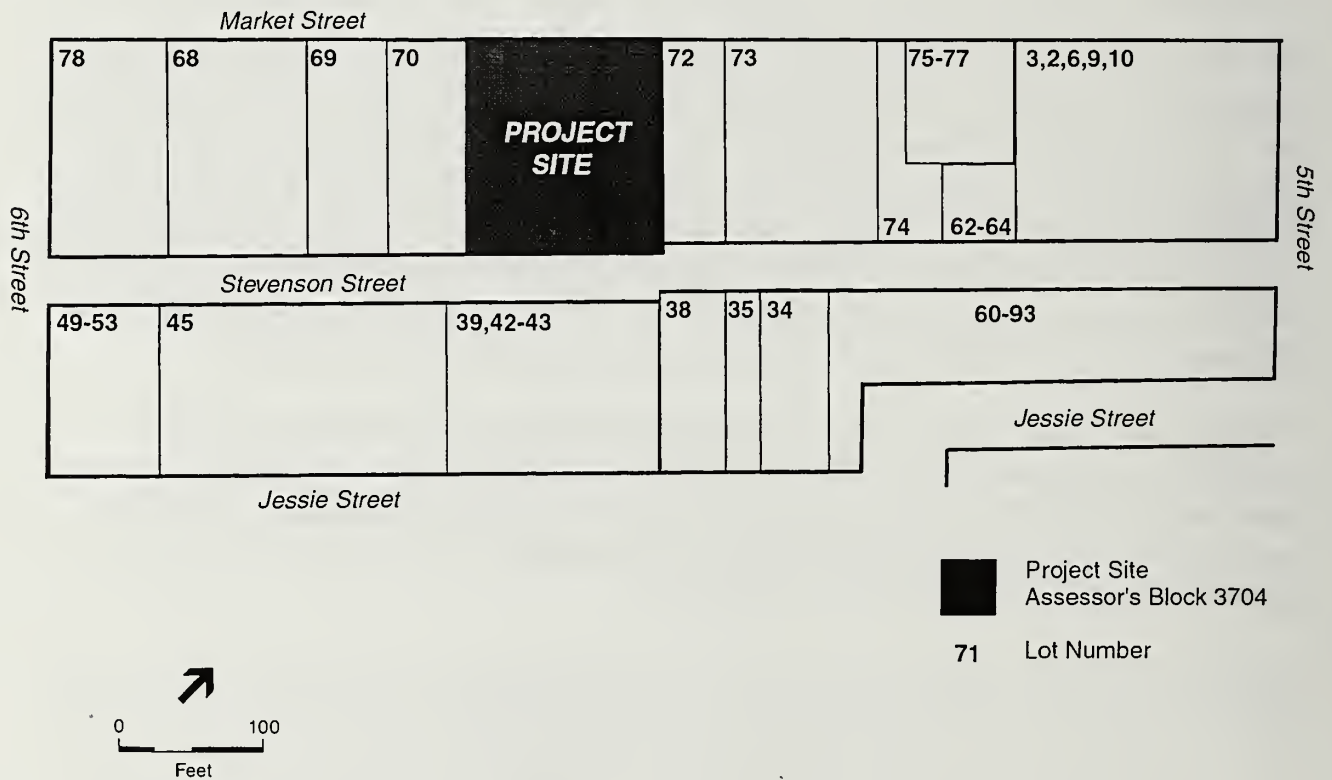 Market Street
78
68
69
70
PROJECT
SITE
72
73
75-77
3,2,6,9,10
74
62-64
6th Street
5th Street
Stevenson Street
49-53
45
39,42-43
38
35
34
60-93
Jessie Street
Jessie Street
Project Site
Assessor's Block 3704
71 Lot Number
0 100
Feet